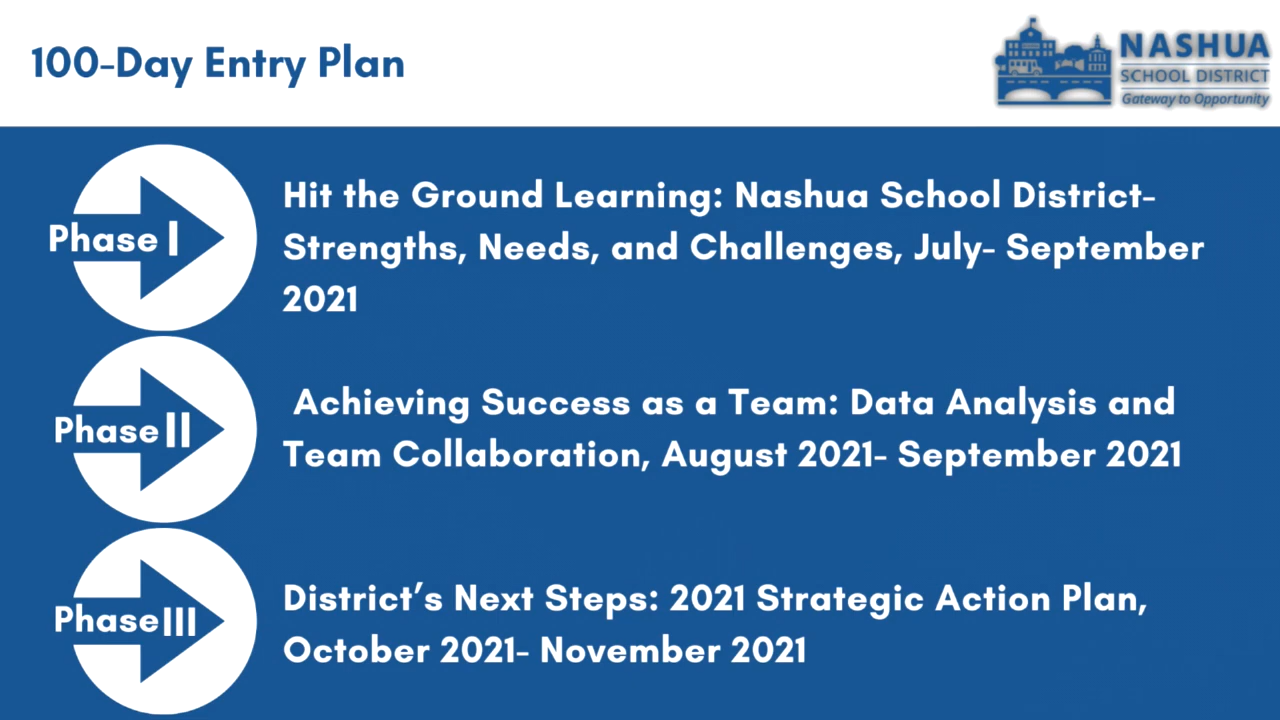 100-Day Entry Plan
NASHUA
SCHOOL DISTRICT
Gateway to Opportunity
Phase I
Hit the Ground Learning: Nashua School District-
Strengths, Needs, and Challenges, July- September
2021
Phase II
Achieving Success as a Team: Data Analysis and
Team Collaboration, August 2021- September 2021
Phase III
District’s Next Steps: 2021 Strategic Action Plan,
October 2021- November 2021